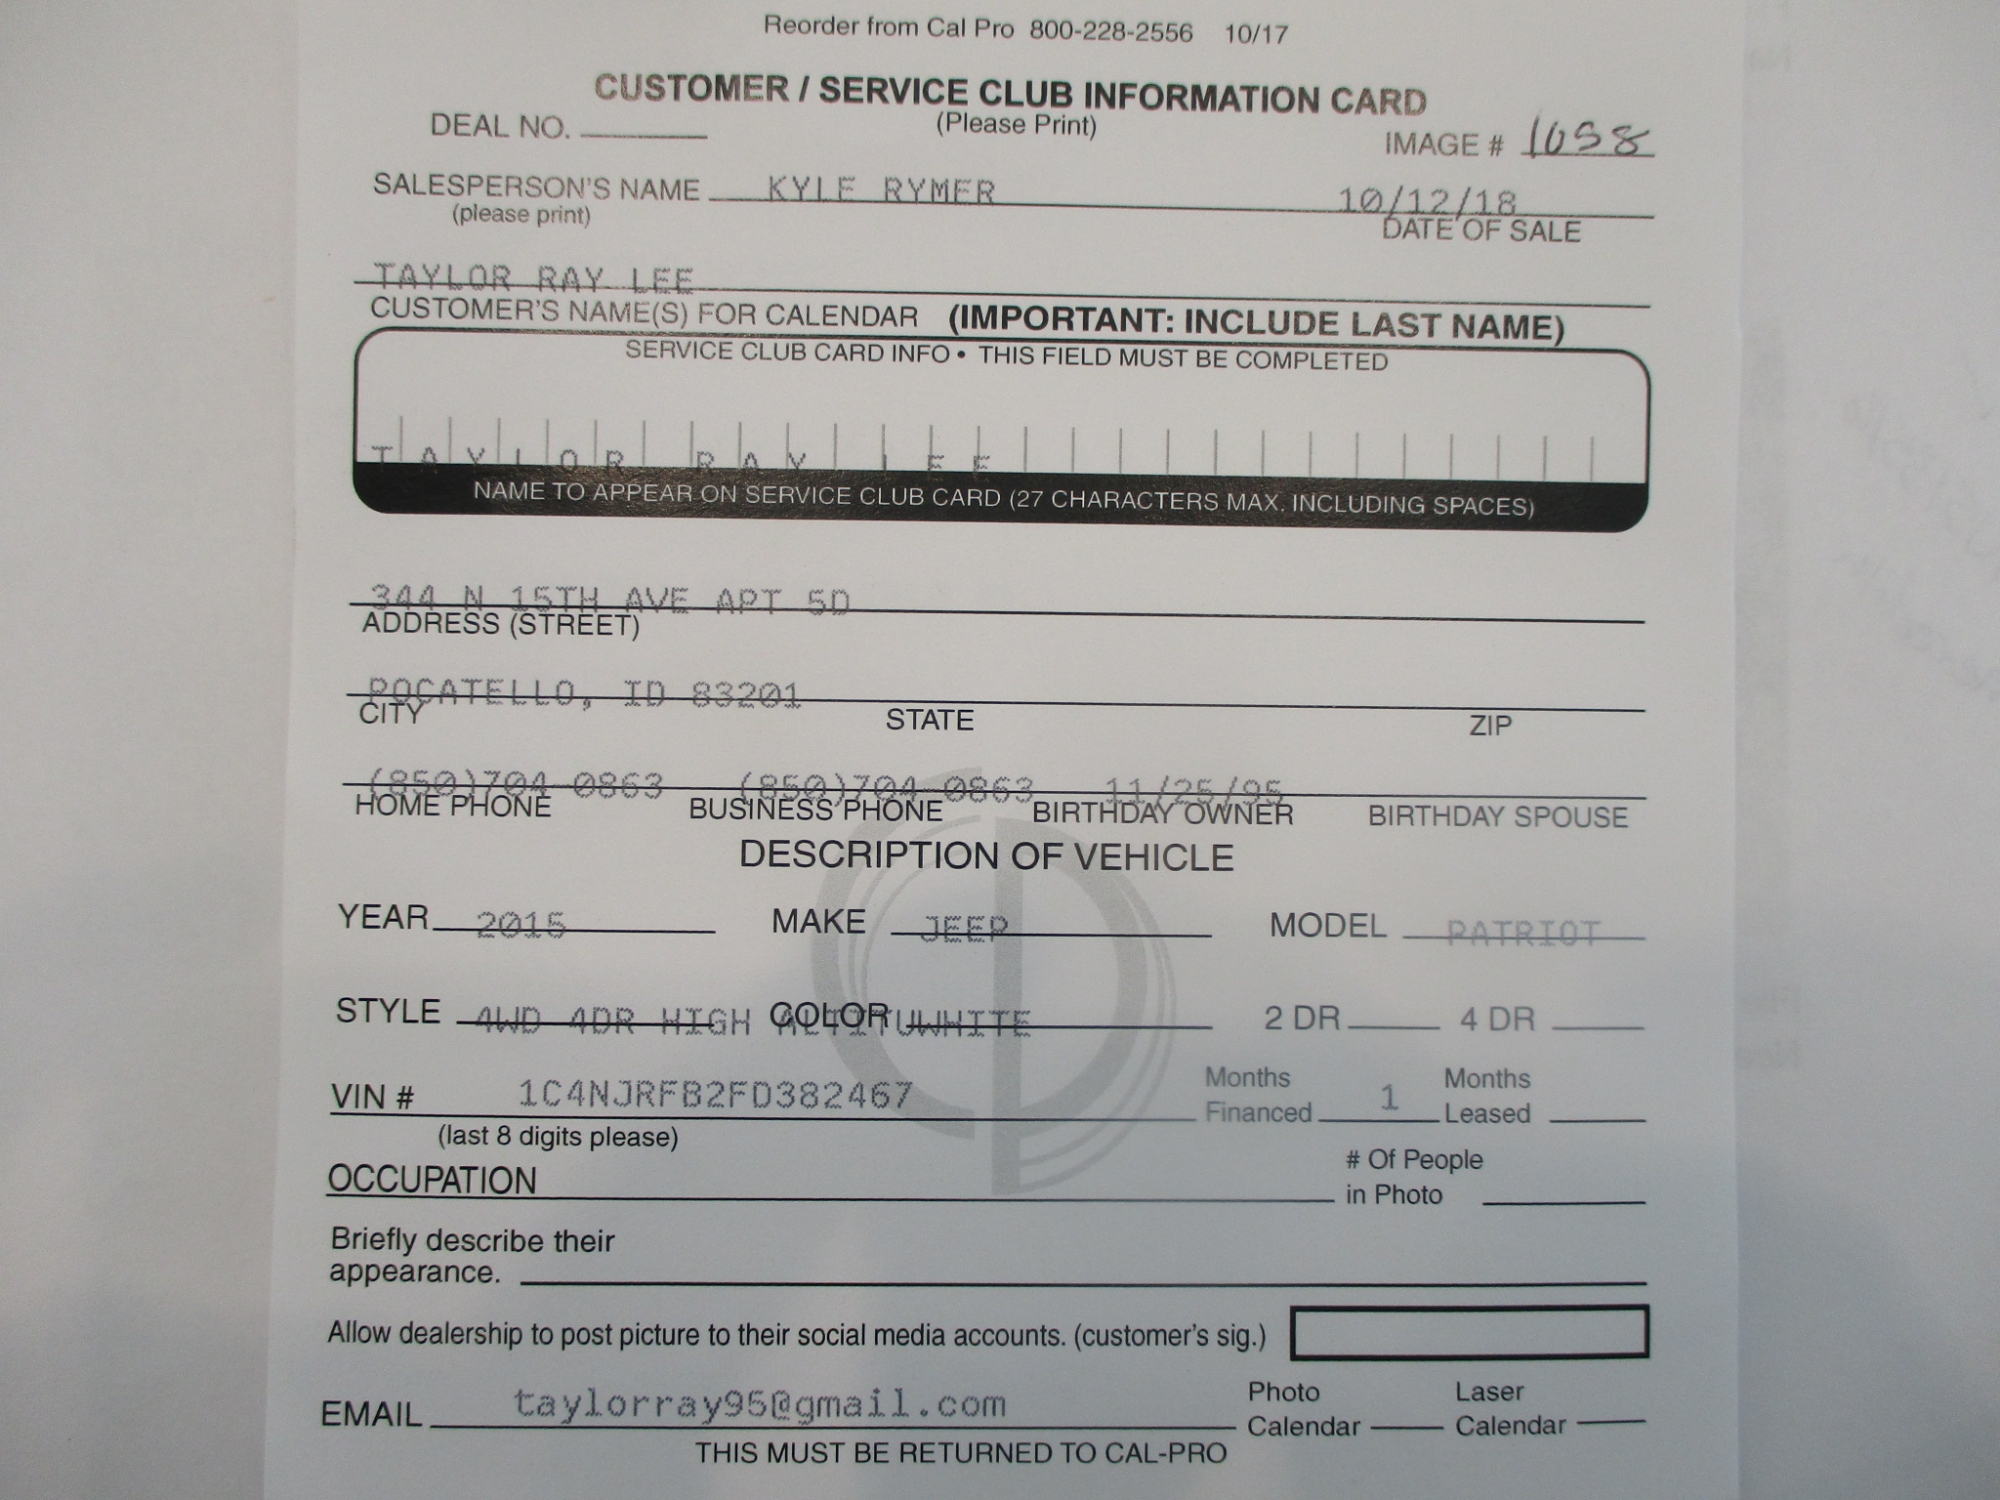 Reorder from Cal Pro 800-228-2556 10/17
CUSTOMER / SERVICE CLUB INFORMATION CARD
DEAL NO. (Please Print) IMAGE # 1058
SALESPERSON'S NAME KYLE RYMER 10/12/18
(please print) DATE OF SALE
TAYLOR RAY LEE
CUSTOMER'S NAME(S) FOR CALENDAR (IMPORTANT: INCLUDE LAST NAME)
SERVICE CLUB CARD INFO • THIS FIELD MUST BE COMPLETED
TAYLOR RAY LEE
NAME TO APPEAR ON SERVICE CLUB CARD (27 CHARACTERS MAX. INCLUDING SPACES)
344 N 15TH AVE APT 5D
ADDRESS (STREET)
POCATELLO, ID 83201
CITY STATE ZIP
(850)704-0863 (850)704-0863 11/25/95
HOME PHONE BUSINESS PHONE BIRTHDAY OWNER BIRTHDAY SPOUSE
DESCRIPTION OF VEHICLE
YEAR 2015 MAKE JEEP MODEL PATRIOT
STYLE 4WD 4DR HIGH COLOR WHITE 2 DR 4 DR
VIN # 1C4NJRFB2FD382467 Months Financed 1 Months Leased
(last 8 digits please)
OCCUPATION # Of People in Photo
Briefly describe their
appearance.
Allow dealership to post picture to their social media accounts. (customer's sig.)
EMAIL taylorray95@gmail.com Photo Calendar Laser Calendar
THIS MUST BE RETURNED TO CAL-PRO